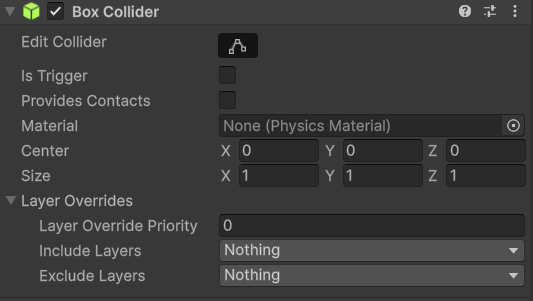 Box Collider
Edit Collider
Is Trigger
Provides Contacts
Material None (Physics Material)
Center X 0 Y 0 Z 0
Size X 1 Y 1 Z 1
Layer Overrides
Layer Override Priority 0
Include Layers Nothing
Exclude Layers Nothing